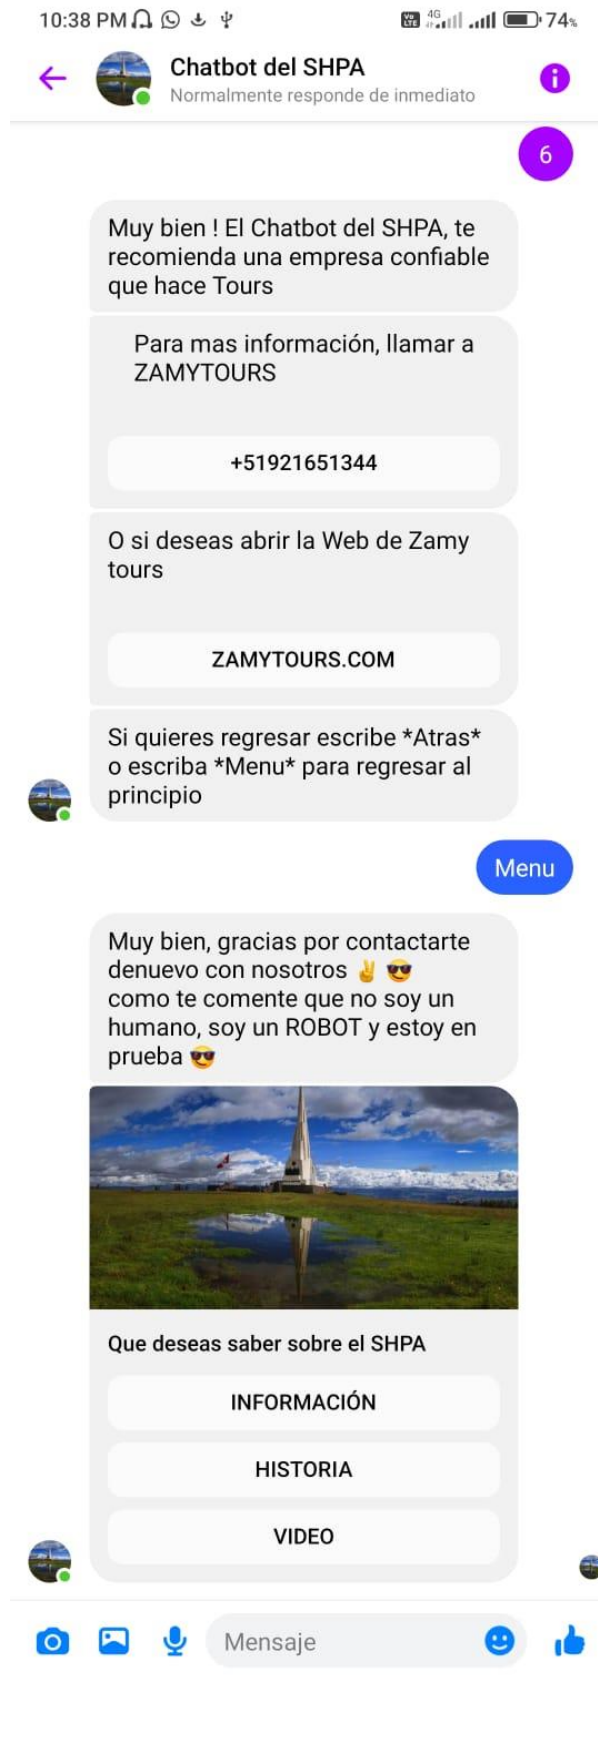 10:38 PM
Vo LTE 4G 74%
Chatbot del SHPA
Normalmente responde de inmediato
6
Muy bien ! El Chatbot del SHPA, te
recomienda una empresa confiable
que hace Tours
Para mas información, llamar a
ZAMYTOURS
+51921651344
O si deseas abrir la Web de Zamy
tours
ZAMYTOURS.COM
Si quieres regresar escribe *Atras*
o escriba *Menu* para regresar al
principio
Menu
Muy bien, gracias por contactarte
denuevo con nosotros ✌️ 😎
como te comente que no soy un
humano, soy un ROBOT y estoy en
prueba 😎
Que deseas saber sobre el SHPA
INFORMACIÓN
HISTORIA
VIDEO
Mensaje